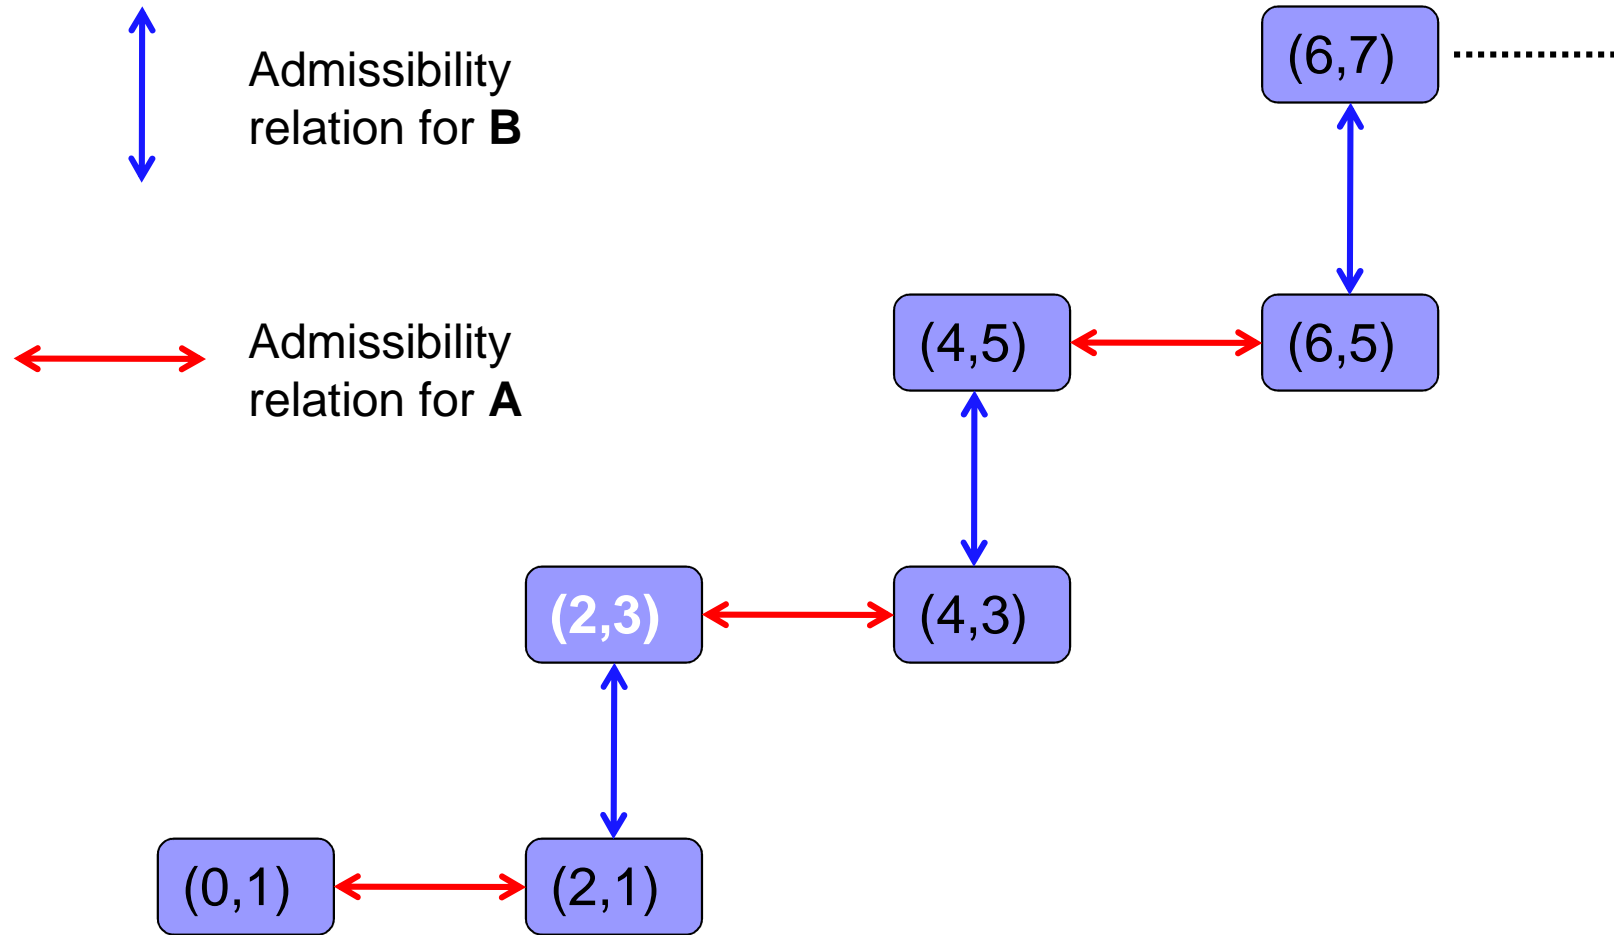 Admissibility
relation for B
(6,7)
Admissibility
relation for A
(4,5)
(6,5)
(2,3)
(4,3)
(0,1)
(2,1)